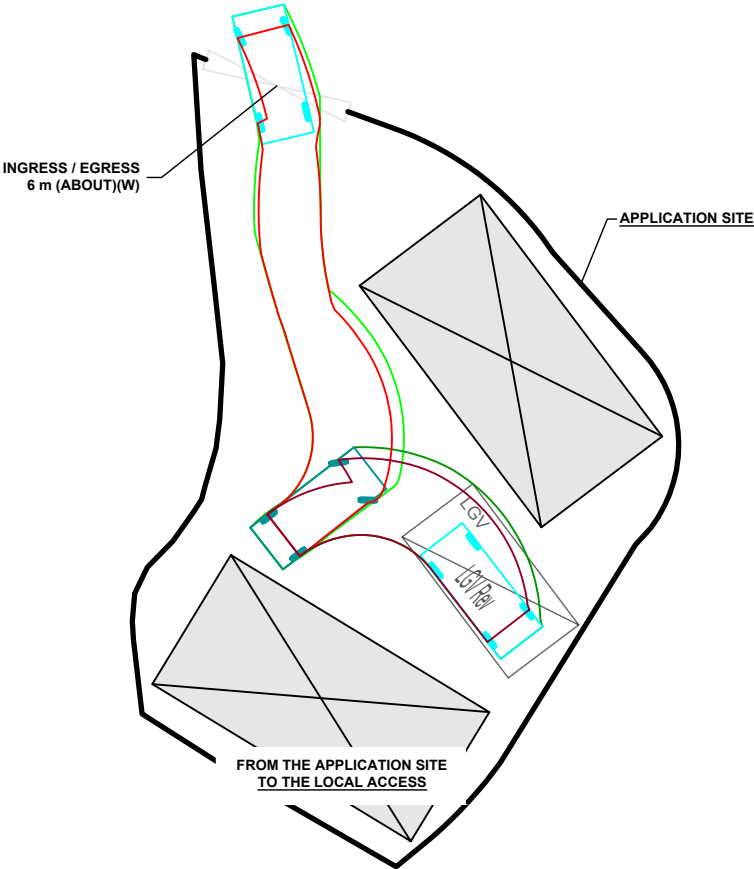 INGRESS / EGRESS
6 m (ABOUT)(W)
APPLICATION SITE
LGV
LGV Rev
FROM THE APPLICATION SITE
TO THE LOCAL ACCESS